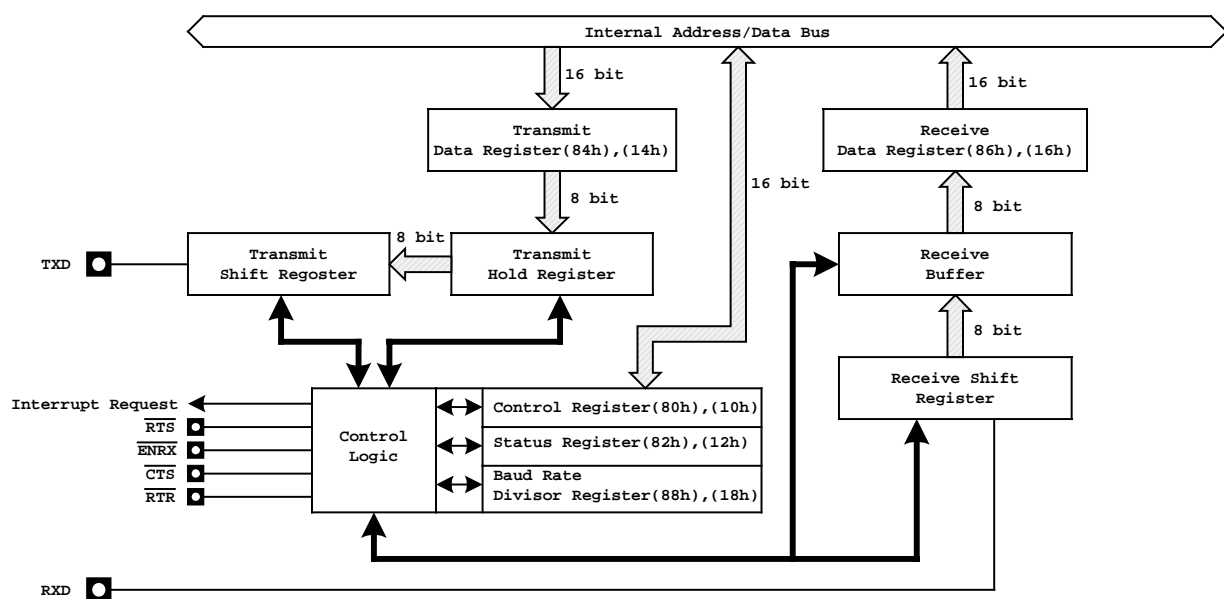 Internal Address/Data Bus
16 bit
16 bit
Transmit
Data Register(84h),(14h)
Receive
Data Register(86h),(16h)
16 bit
8 bit
8 bit
TXD
Transmit
Shift Regoster
8 bit
Transmit
Hold Register
Receive
Buffer
8 bit
Receive Shift
Register
Interrupt Request
RTS
ENRX
CTS
RTR
Control
Logic
Control Register(80h),(10h)
Status Register(82h),(12h)
Baud Rate
Divisor Register(88h),(18h)
RXD